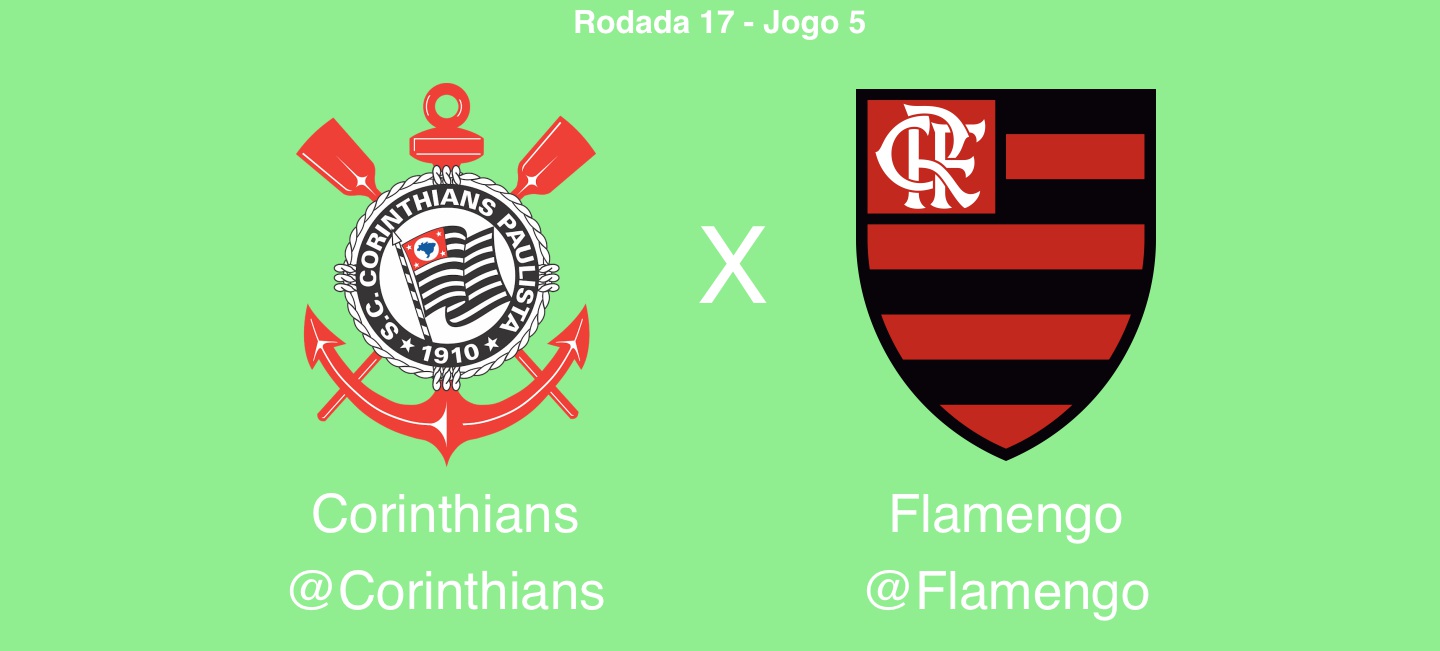 Rodada 17 - Jogo 5
S.C. CORINTHIANS PAULISTA
★ 1910 ★
CRF
X
Corinthians
Flamengo
@Corinthians
@Flamengo